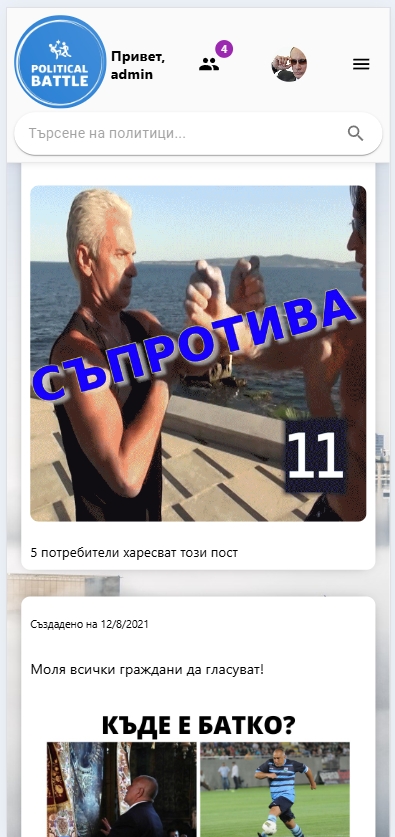 POLITICAL
BATTLE
Привет,
admin
4
Търсене на политици...
СЪПРОТИВА
11
5 потребители харесват този пост
Създадено на 12/8/2021
Моля всички граждани да гласуват!
КЪДЕ Е БАТКО?